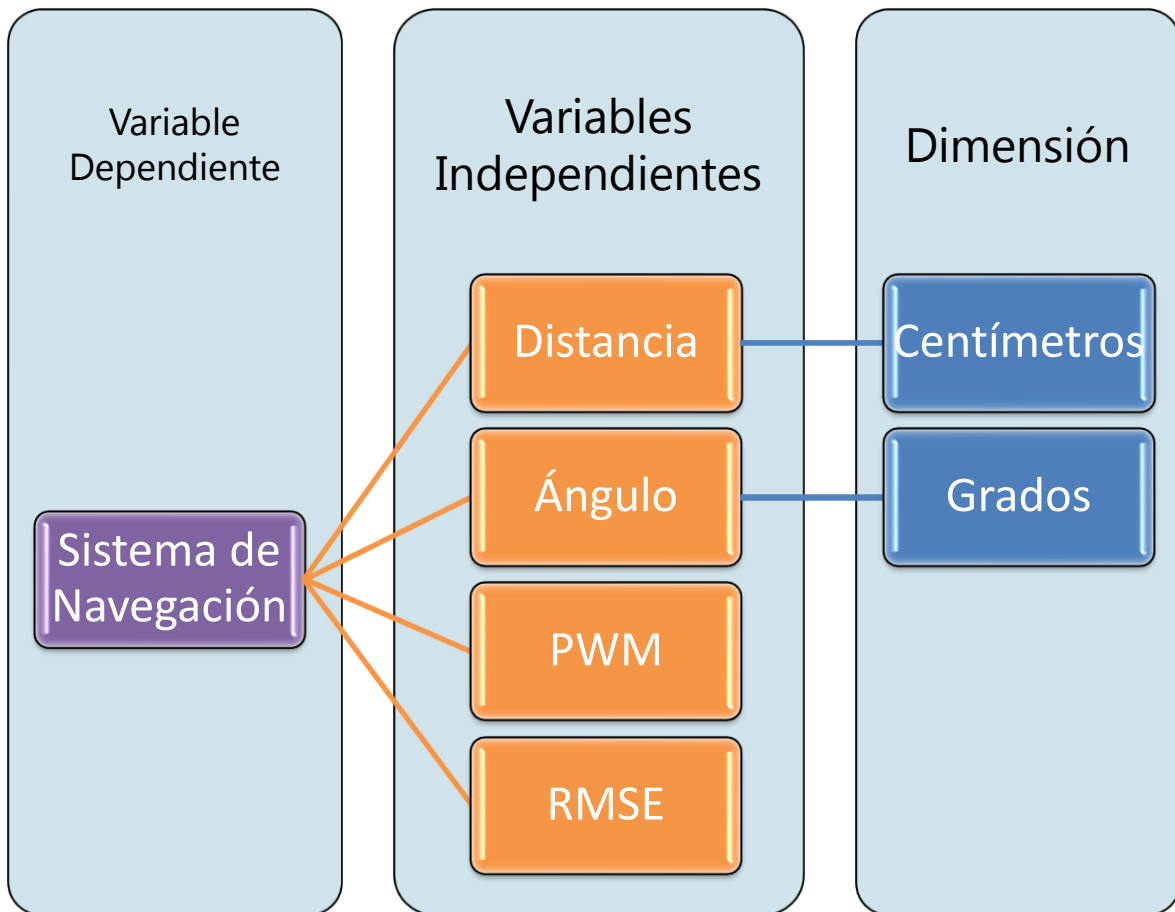 Variable
Dependiente
Variables
Independientes
Dimensión
Sistema de
Navegación
Distancia
Ángulo
PWM
RMSE
Centímetros
Grados